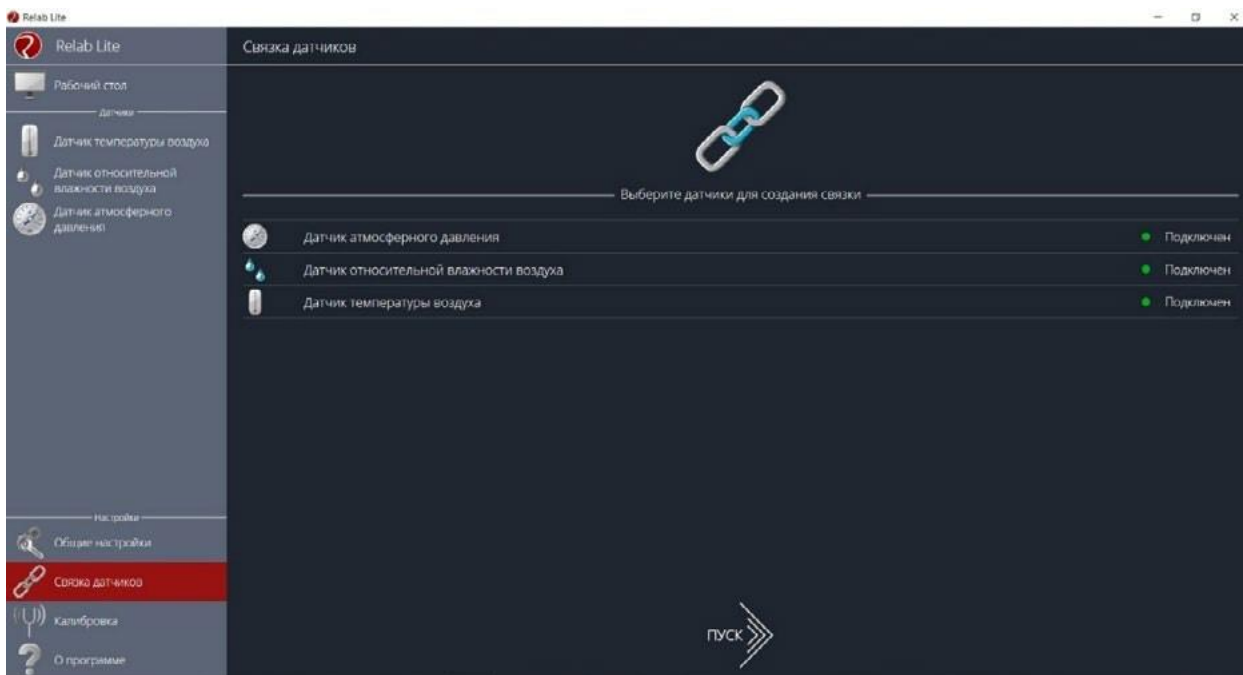 Relab Lite
Relab Lite
Рабочий стол
Датчики
Датчик температуры воздуха
Датчик относительной
влажности воздуха
Датчик атмосферного
давления
Настройки
Общие настройки
Связка датчиков
Калибровка
О программе
Связка датчиков
Выберите датчики для создания связки
Датчик атмосферного давления
Подключен
Датчик относительной влажности воздуха
Подключен
Датчик температуры воздуха
Подключен
ПУСК